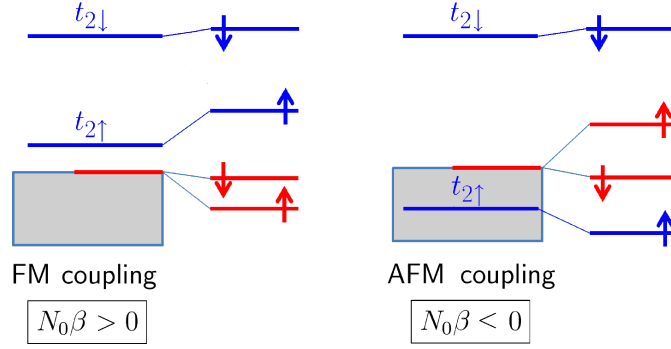 t₂↓ t₂↓
t₂↑
t₂↑
FM coupling AFM coupling
N₀β > 0 N₀β < 0